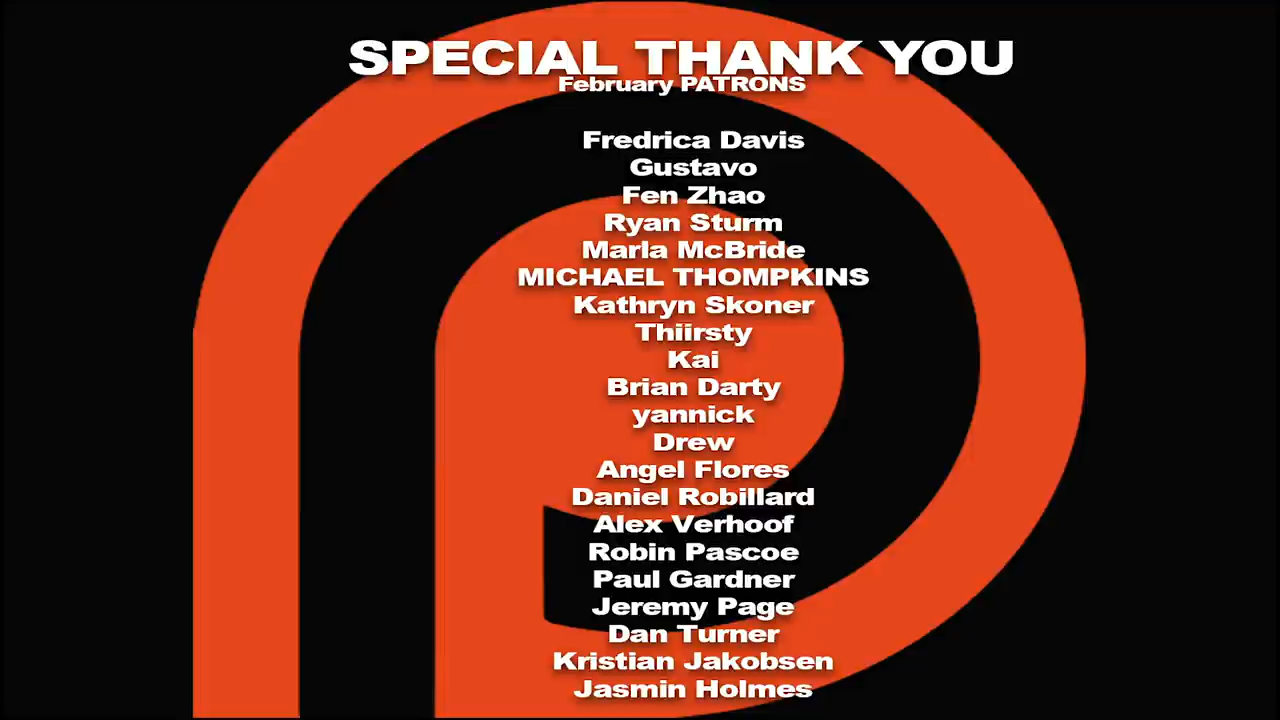 SPECIAL THANK YOU
February PATRONS
Fredrica Davis
Gustavo
Fen Zhao
Ryan Sturm
Marla McBride
MICHAEL THOMPKINS
Kathryn Skoner
Thiirsty
Kai
Brian Darty
yannick
Drew
Angel Flores
Daniel Robillard
Alex Verhoof
Robin Pascoe
Paul Gardner
Jeremy Page
Dan Turner
Kristian Jakobsen
Jasmin Holmes